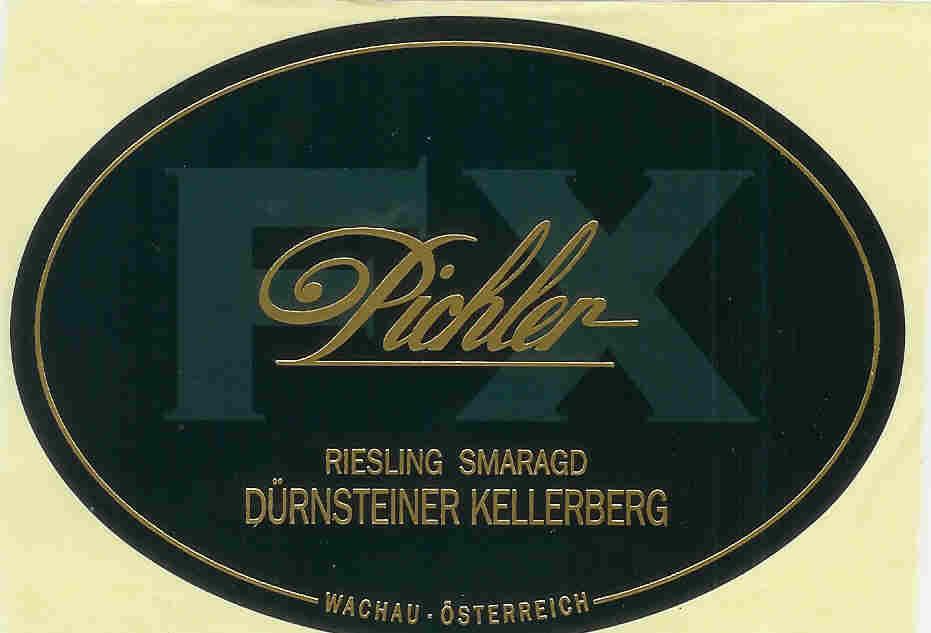 FX
Pichler
RIESLING SMARAGD
DÜRNSTEINER KELLERBERG
WACHAU · ÖSTERREICH